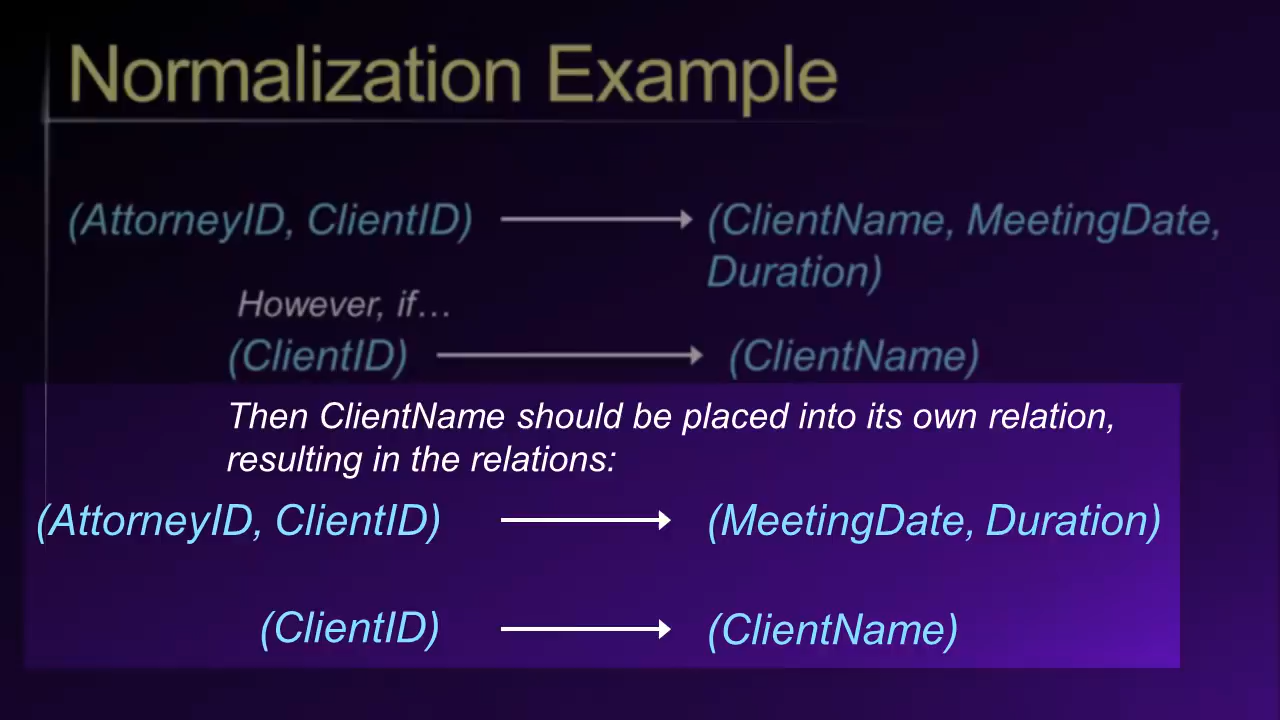 Normalization Example
(AttorneyID, ClientID) (ClientName, MeetingDate,
Duration)
However, if…
(ClientID) (ClientName)
Then ClientName should be placed into its own relation,
resulting in the relations:
(AttorneyID, ClientID) (MeetingDate, Duration)
(ClientID) (ClientName)